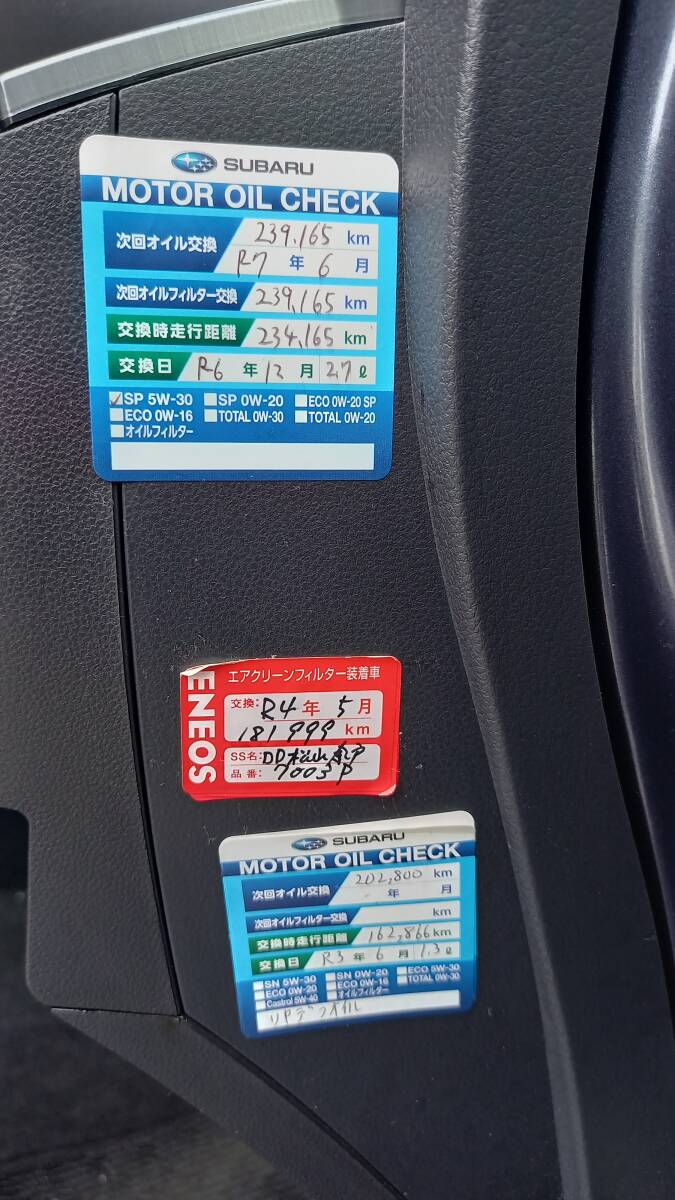 SUBARU
MOTOR OIL CHECK
次回オイル交換 239,165 km
R7 年 6 月
次回オイルフィルター交換 239,165 km
交換時走行距離 234,165 km
交換日 R6 年 12 月 2.7 ℓ
SP 5W-30 SP 0W-20 ECO 0W-20 SP
ECO 0W-16 TOTAL 0W-30 TOTAL 0W-20
オイルフィルター
ENEOS
エアクリーンフィルター装着車
交換: R4 年 5 月
181999 km
SS名: DD松山
品番: 7003P
SUBARU
MOTOR OIL CHECK
次回オイル交換 202,800 km
年 月
次回オイルフィルター交換 km
交換時走行距離 162,866 km
交換日 R3 年 6 月 1.3 ℓ
SN 5W-30 SN 0W-20 ECO 5W-30
ECO 0W-20 ECO 0W-16 TOTAL 0W-30
Castrol 5W-40 オイルフィルター
リヤデフオイル